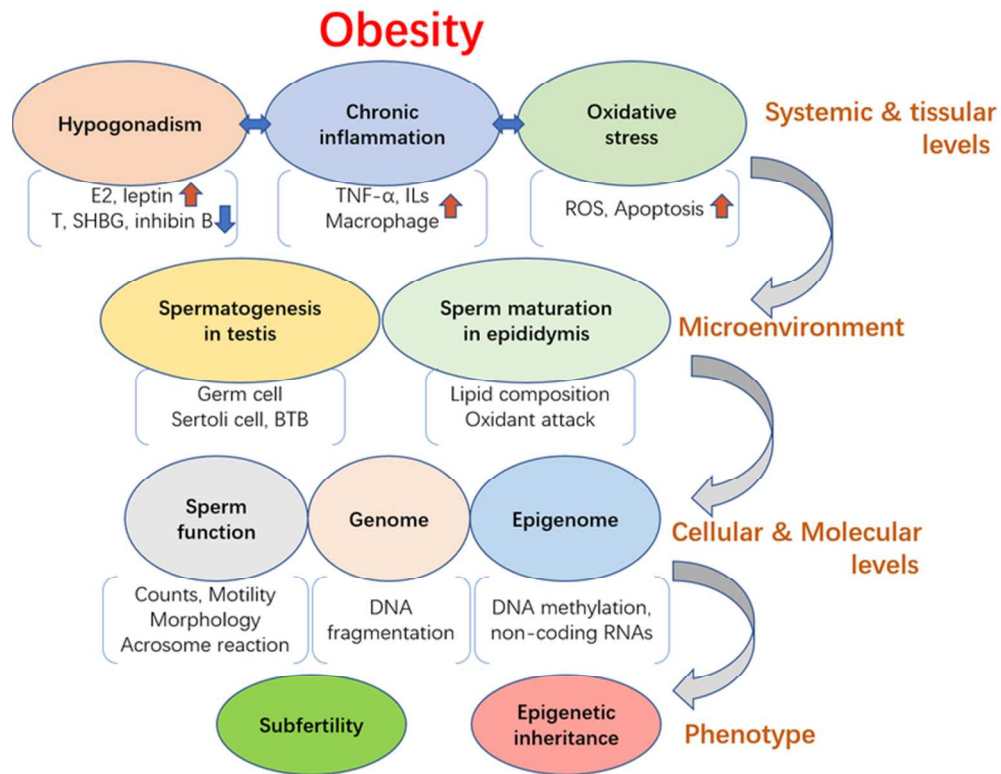 Obesity
Hypogonadism
Chronic
inflammation
Oxidative
stress
Systemic & tissular
levels
E2, leptin
T, SHBG, inhibin B
TNF-α, ILs
Macrophage
ROS, Apoptosis
Spermatogenesis
in testis
Sperm maturation
in epididymis
Microenvironment
Germ cell
Sertoli cell, BTB
Lipid composition
Oxidant attack
Sperm
function
Genome
Epigenome
Cellular & Molecular
levels
Counts, Motility
Morphology
Acrosome reaction
DNA
fragmentation
DNA methylation,
non-coding RNAs
Subfertility
Epigenetic
inheritance
Phenotype